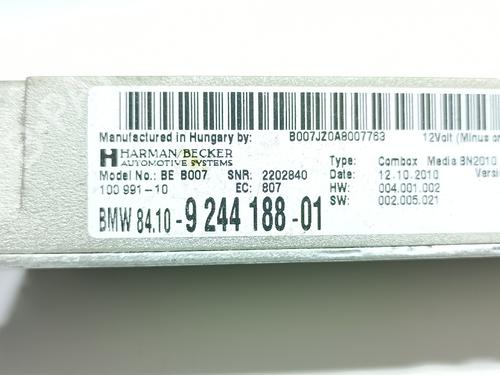 Manufactured in Hungary by: B007JZ0A8007763 12Volt (Minus
HARMAN/BECKER
AUTOMOTIVE SYSTEMS
Type: Combox Media BN2010
Model No.: BE B007 SNR: 2202840 Date: 12.10.2010
100 991-10 EC: 807 HW: 004.001.002
SW: 002.005.021
BMW 84.10-9 244 188-01